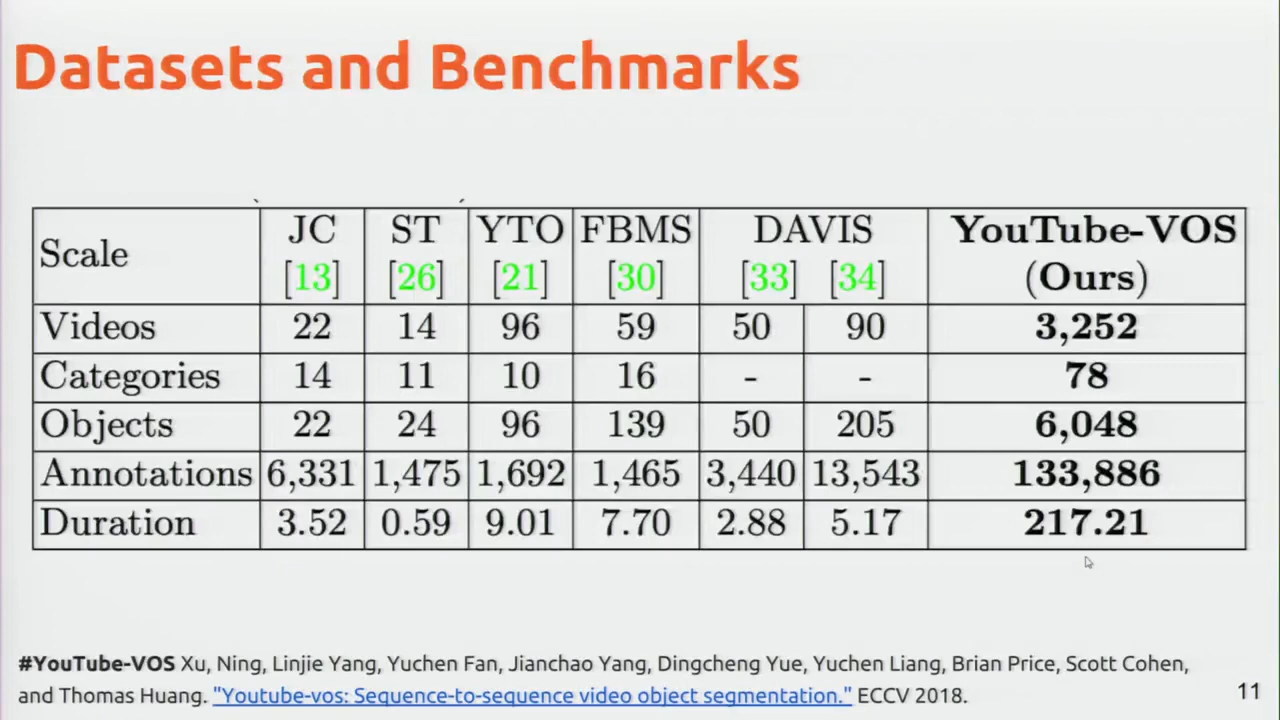 Datasets and Benchmarks
Scale JC [13] ST [26] YTO [21] FBMS [30] DAVIS [33] [34] YouTube-VOS (Ours)
Videos 22 14 96 59 50 90 3,252
Categories 14 11 10 16 - - 78
Objects 22 24 96 139 50 205 6,048
Annotations 6,331 1,475 1,692 1,465 3,440 13,543 133,886
Duration 3.52 0.59 9.01 7.70 2.88 5.17 217.21
#YouTube-VOS Xu, Ning, Linjie Yang, Yuchen Fan, Jianchao Yang, Dingcheng Yue, Yuchen Liang, Brian Price, Scott Cohen,
and Thomas Huang. "Youtube-vos: Sequence-to-sequence video object segmentation." ECCV 2018.
11